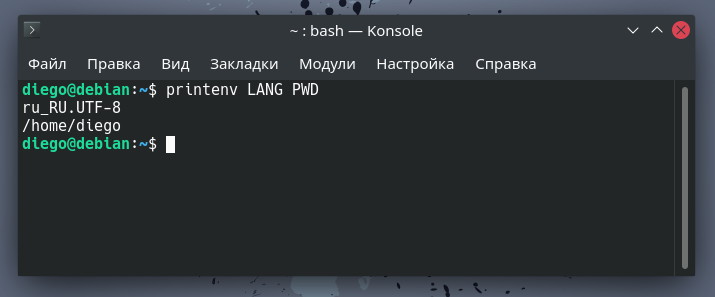 ~ : bash — Konsole
Файл Правка Вид Закладки Модули Настройка Справка
diego@debian:~$ printenv LANG PWD
ru_RU.UTF-8
/home/diego
diego@debian:~$